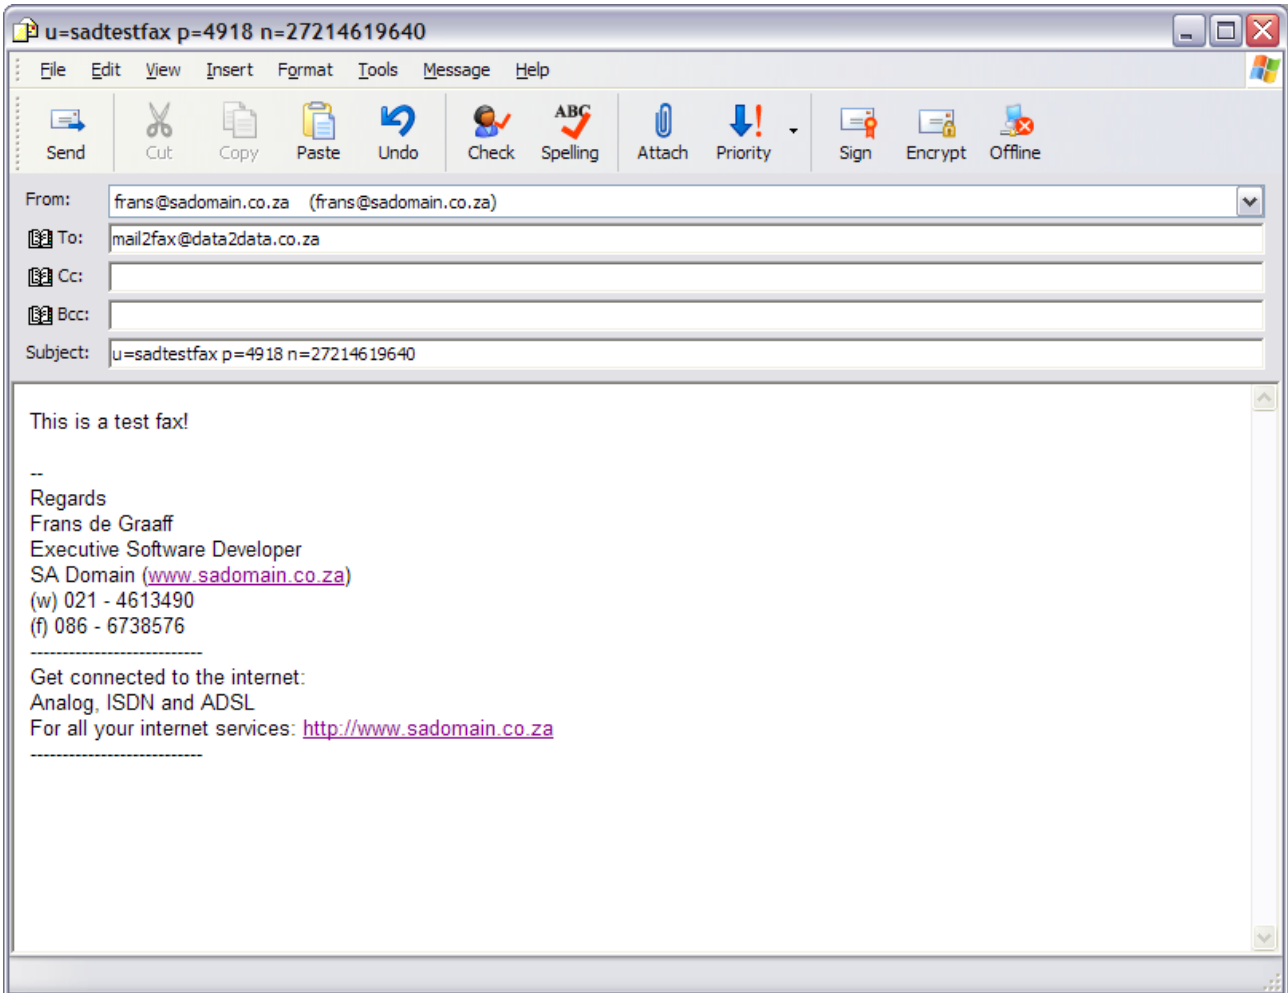 u=sadtestfax p=4918 n=27214619640
File Edit View Insert Format Tools Message Help
ABC
Send Cut Copy Paste Undo Check Spelling Attach Priority Sign Encrypt Offline
From: frans@sadomain.co.za (frans@sadomain.co.za)
To: mail2fax@data2data.co.za
Cc:
Bcc:
Subject: u=sadtestfax p=4918 n=27214619640
This is a test fax!
--
Regards
Frans de Graaff
Executive Software Developer
SA Domain (www.sadomain.co.za)
(w) 021 - 4613490
(f) 086 - 6738576
---------------------------
Get connected to the internet:
Analog, ISDN and ADSL
For all your internet services: http://www.sadomain.co.za
---------------------------